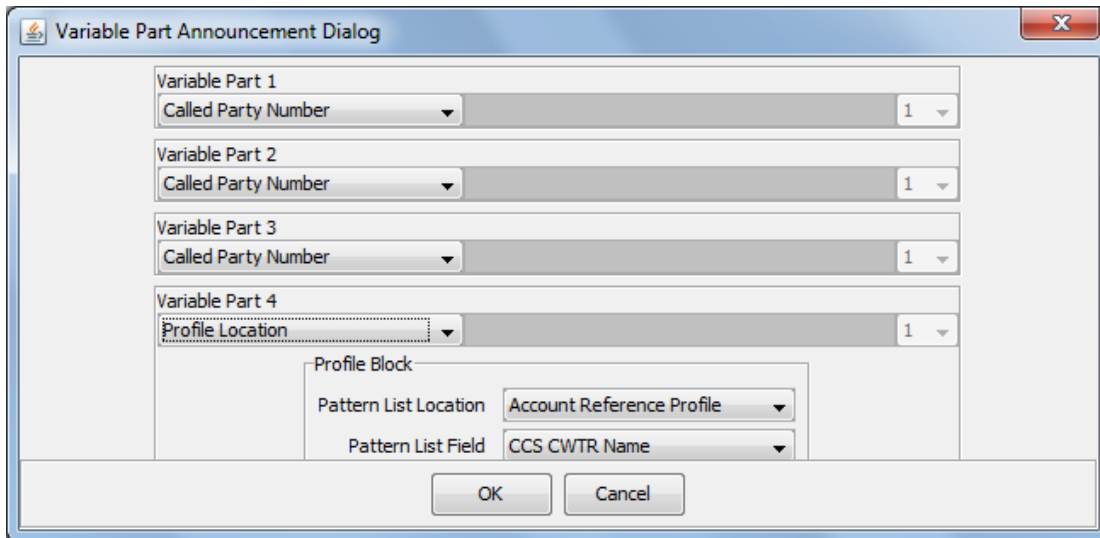 Variable Part Announcement Dialog
Variable Part 1
Called Party Number 1
Variable Part 2
Called Party Number 1
Variable Part 3
Called Party Number 1
Variable Part 4
Profile Location 1
Profile Block
Pattern List Location Account Reference Profile
Pattern List Field CCS CWTR Name
OK Cancel